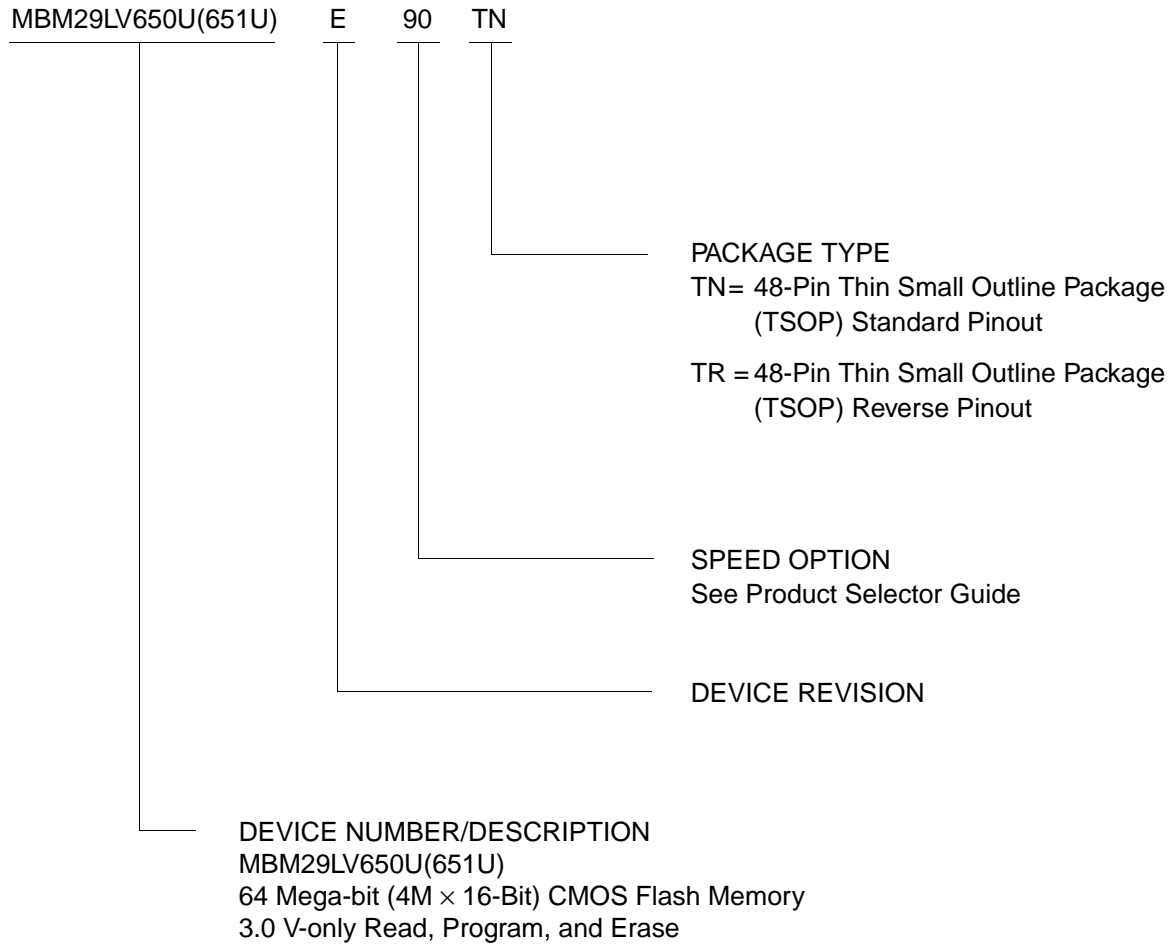 MBM29LV650U(651U) E 90 TN
PACKAGE TYPE
TN= 48-Pin Thin Small Outline Package
(TSOP) Standard Pinout
TR = 48-Pin Thin Small Outline Package
(TSOP) Reverse Pinout
SPEED OPTION
See Product Selector Guide
DEVICE REVISION
DEVICE NUMBER/DESCRIPTION
MBM29LV650U(651U)
64 Mega-bit (4M × 16-Bit) CMOS Flash Memory
3.0 V-only Read, Program, and Erase